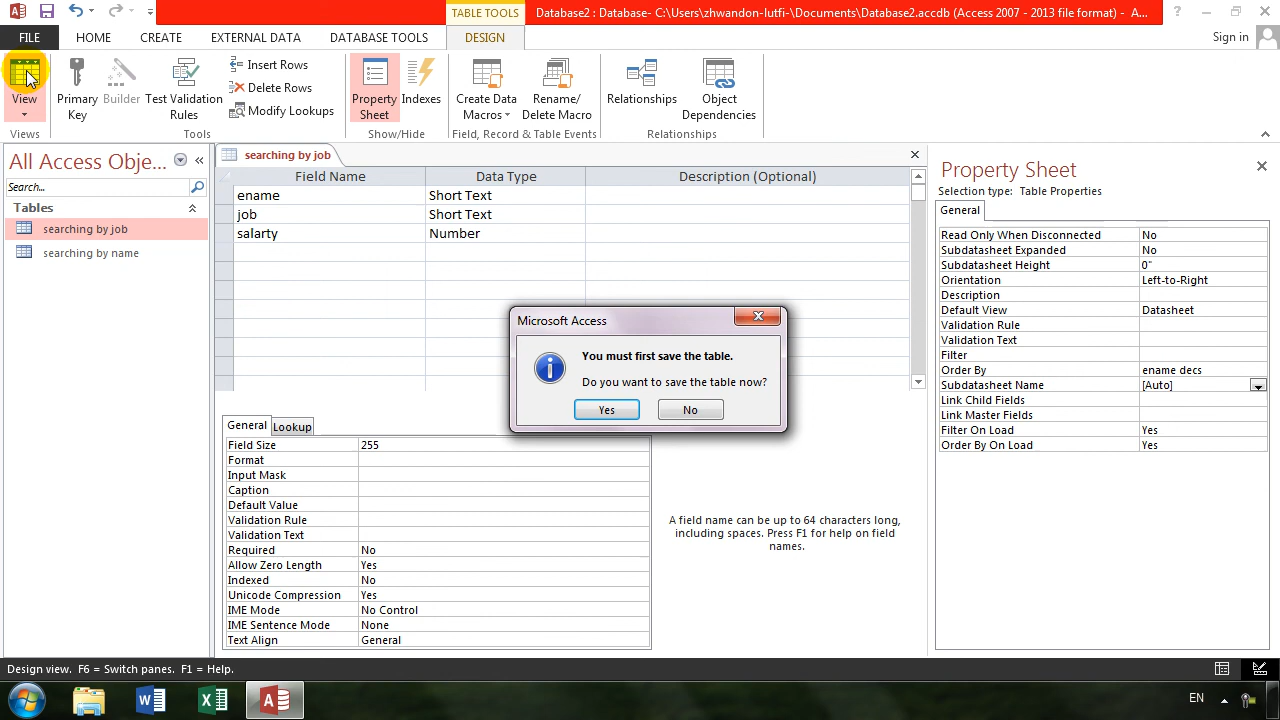 TABLE TOOLS
Database2 : Database- C:\Users\zhwandon-lutfi-\Documents\Database2.accdb (Access 2007 - 2013 file format) - A...
FILE HOME CREATE EXTERNAL DATA DATABASE TOOLS DESIGN
Sign in
View
Primary Key
Builder
Test Validation Rules
Insert Rows
Delete Rows
Modify Lookups
Property Sheet
Indexes
Create Data Macros
Rename/ Delete Macro
Relationships
Object Dependencies
Views Tools Show/Hide Field, Record & Table Events Relationships
All Access Obje...
Search...
Tables
searching by job
searching by name
searching by job
Field Name Data Type Description (Optional)
ename Short Text
job Short Text
salarty Number
Microsoft Access
You must first save the table.
Do you want to save the table now?
Yes No
General Lookup
Field Size 255
Format
Input Mask
Caption
Default Value
Validation Rule
Validation Text
Required No
Allow Zero Length Yes
Indexed No
Unicode Compression Yes
IME Mode No Control
IME Sentence Mode None
Text Align General
A field name can be up to 64 characters long,
including spaces. Press F1 for help on field
names.
Property Sheet
Selection type: Table Properties
General
Read Only When Disconnected No
Subdatasheet Expanded No
Subdatasheet Height 0"
Orientation Left-to-Right
Description
Default View Datasheet
Validation Rule
Validation Text
Filter
Order By ename decs
Subdatasheet Name [Auto]
Link Child Fields
Link Master Fields
Filter On Load Yes
Order By On Load Yes
Design view. F6 = Switch panes. F1 = Help.
EN